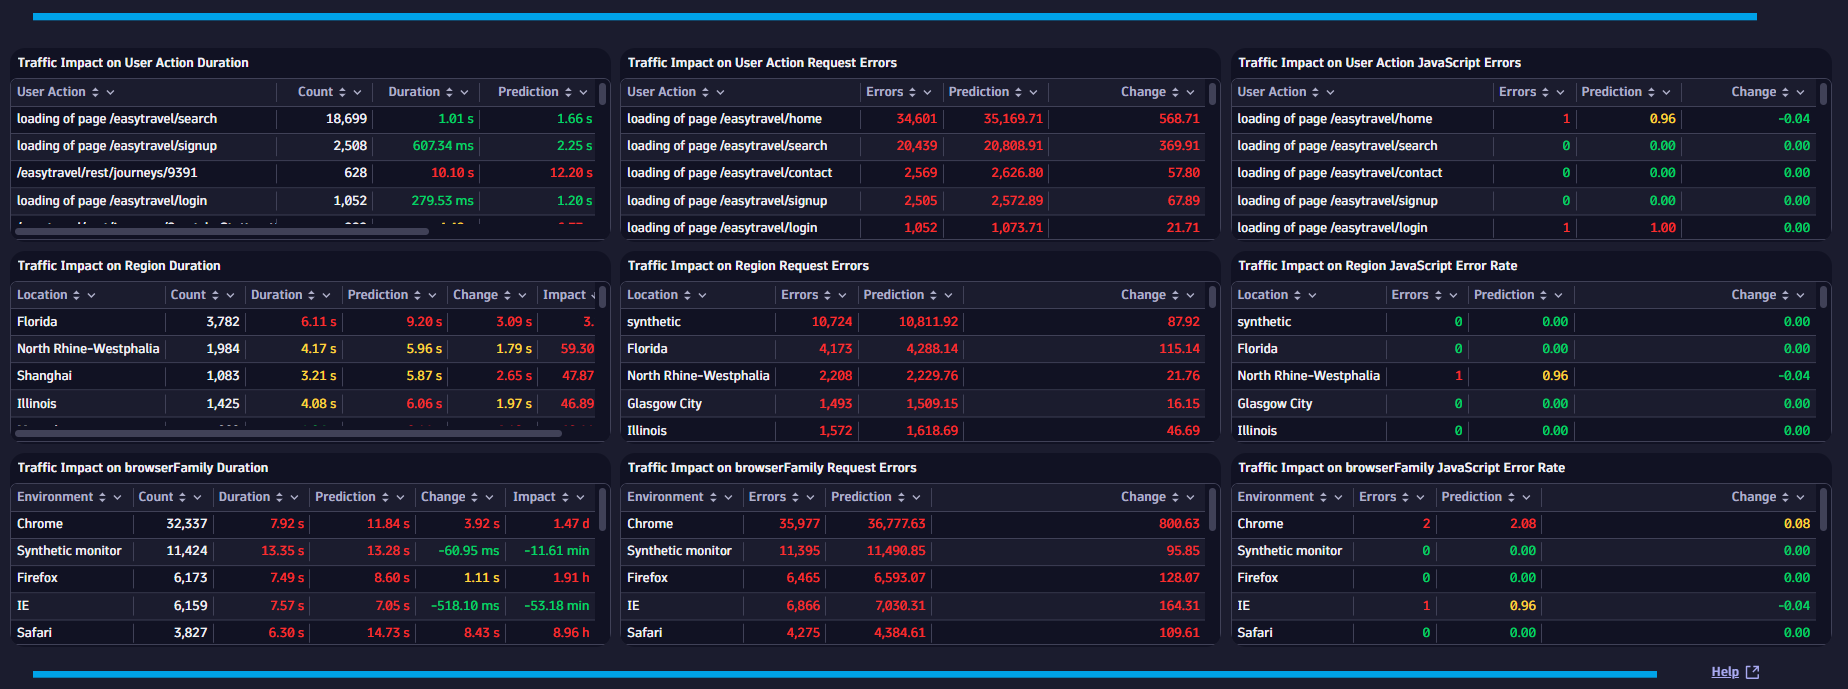 Traffic Impact on User Action Duration
User Action Count Duration Prediction
loading of page /easytravel/search 18,699 1.01 s 1.66 s
loading of page /easytravel/signup 2,508 607.34 ms 2.25 s
/easytravel/rest/journeys/9391 628 10.10 s 12.20 s
loading of page /easytravel/login 1,052 279.53 ms 1.20 s
Traffic Impact on User Action Request Errors
User Action Errors Prediction Change
loading of page /easytravel/home 34,601 35,169.71 568.71
loading of page /easytravel/search 20,439 20,808.91 369.91
loading of page /easytravel/contact 2,569 2,626.80 57.80
loading of page /easytravel/signup 2,505 2,572.89 67.89
loading of page /easytravel/login 1,052 1,073.71 21.71
Traffic Impact on User Action JavaScript Errors
User Action Errors Prediction Change
loading of page /easytravel/home 1 0.96 -0.04
loading of page /easytravel/search 0 0.00 0.00
loading of page /easytravel/contact 0 0.00 0.00
loading of page /easytravel/signup 0 0.00 0.00
loading of page /easytravel/login 1 1.00 0.00
Traffic Impact on Region Duration
Location Count Duration Prediction Change Impact
Florida 3,782 6.11 s 9.20 s 3.09 s 3.
North Rhine-Westphalia 1,984 4.17 s 5.96 s 1.79 s 59.30
Shanghai 1,083 3.21 s 5.87 s 2.65 s 47.87
Illinois 1,425 4.08 s 6.06 s 1.97 s 46.89
Traffic Impact on Region Request Errors
Location Errors Prediction Change
synthetic 10,724 10,811.92 87.92
Florida 4,173 4,288.14 115.14
North Rhine-Westphalia 2,208 2,229.76 21.76
Glasgow City 1,493 1,509.15 16.15
Illinois 1,572 1,618.69 46.69
Traffic Impact on Region JavaScript Error Rate
Location Errors Prediction Change
synthetic 0 0.00 0.00
Florida 0 0.00 0.00
North Rhine-Westphalia 1 0.96 -0.04
Glasgow City 0 0.00 0.00
Illinois 0 0.00 0.00
Traffic Impact on browserFamily Duration
Environment Count Duration Prediction Change Impact
Chrome 32,337 7.92 s 11.84 s 3.92 s 1.47 d
Synthetic monitor 11,424 13.35 s 13.28 s -60.95 ms -11.61 min
Firefox 6,173 7.49 s 8.60 s 1.11 s 1.91 h
IE 6,159 7.57 s 7.05 s -518.10 ms -53.18 min
Safari 3,827 6.30 s 14.73 s 8.43 s 8.96 h
Traffic Impact on browserFamily Request Errors
Environment Errors Prediction Change
Chrome 35,977 36,777.63 800.63
Synthetic monitor 11,395 11,490.85 95.85
Firefox 6,465 6,593.07 128.07
IE 6,866 7,030.31 164.31
Safari 4,275 4,384.61 109.61
Traffic Impact on browserFamily JavaScript Error Rate
Environment Errors Prediction Change
Chrome 2 2.08 0.08
Synthetic monitor 0 0.00 0.00
Firefox 0 0.00 0.00
IE 1 0.96 -0.04
Safari 0 0.00 0.00
Help